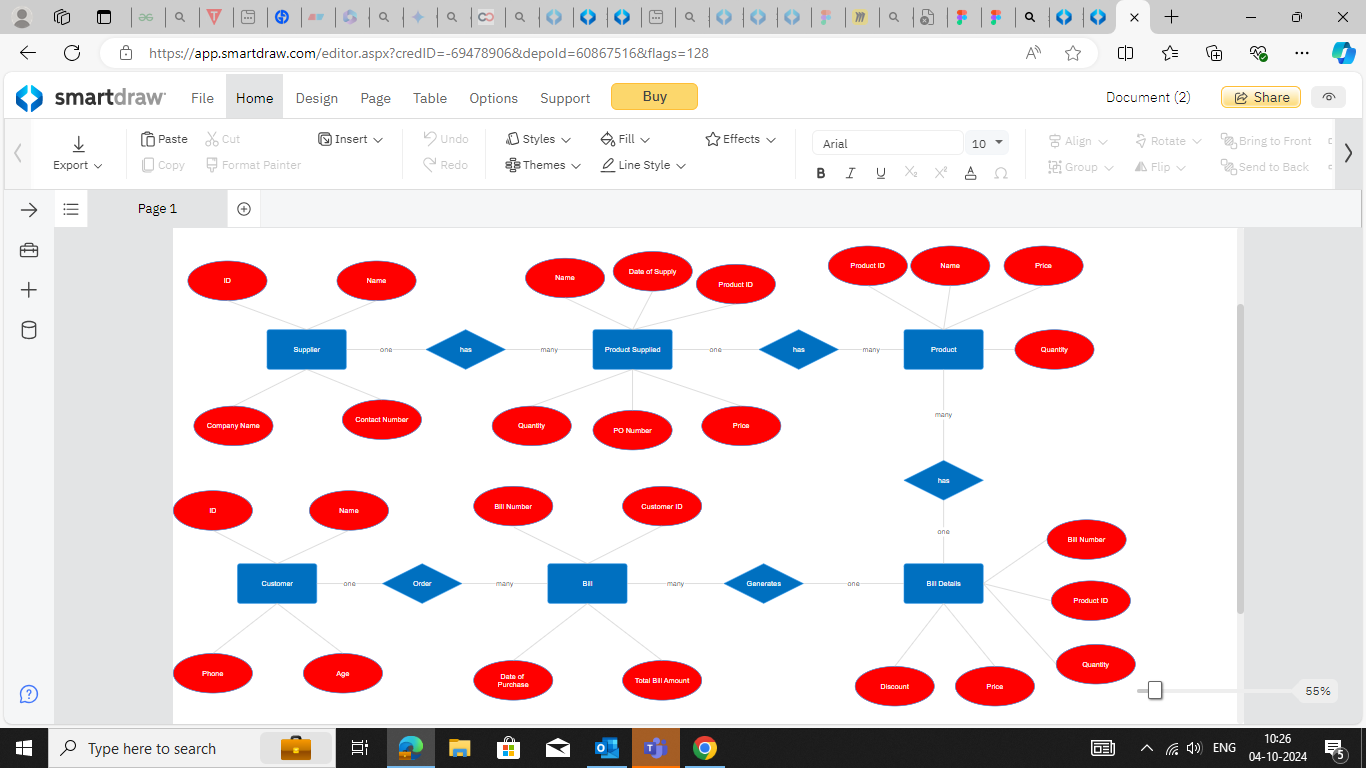 https://app.smartdraw.com/editor.aspx?credID=-69478906&depoId=60867516&flags=128
smartdraw
File
Home
Design
Page
Table
Options
Support
Buy
Document (2)
Share
Export
Paste
Cut
Copy
Format Painter
Insert
Undo
Redo
Styles
Themes
Fill
Line Style
Effects
Arial
10
B
I
U
X₂
X²
A
Ω
Align
Group
Rotate
Flip
Bring to Front
Send to Back
Page 1
ID
Name
Name
Date of Supply
Product ID
Product ID
Name
Price
Supplier
one
has
many
Product Supplied
one
has
many
Product
Quantity
Company Name
Contact Number
Quantity
PO Number
Price
many
has
one
ID
Name
Bill Number
Customer ID
Bill Number
Customer
one
Order
many
Bill
many
Generates
one
Bill Details
Product ID
Quantity
Phone
Age
Date of
Purchase
Total Bill Amount
Discount
Price
55%
Type here to search
ENG
10:26
04-10-2024
5